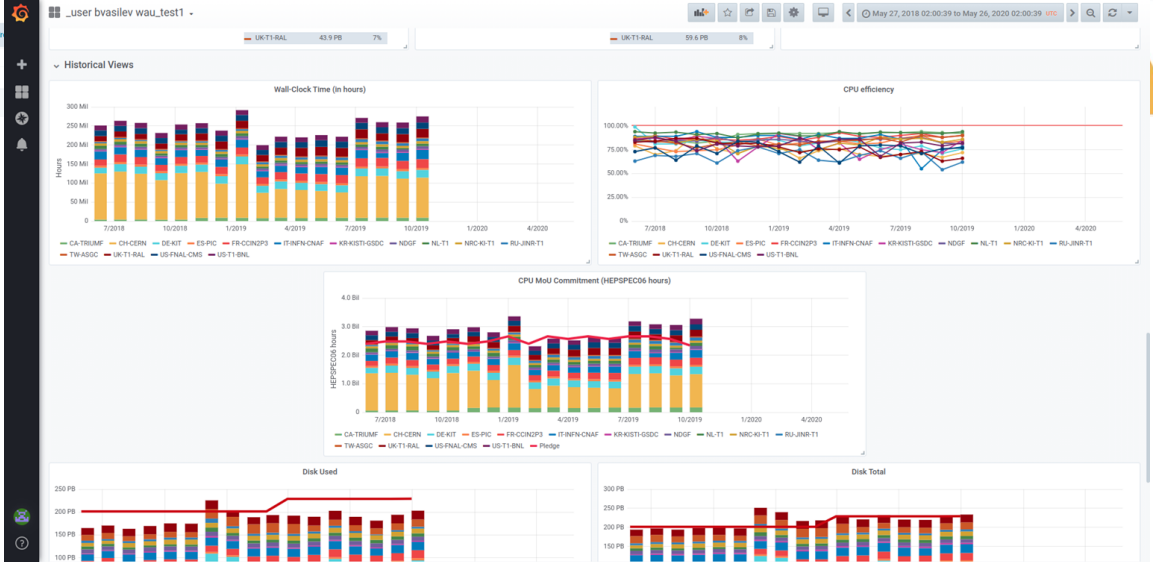 _user bvasilev wau_test1
May 27, 2018 02:00:39 to May 26, 2020 02:00:39 UTC
UK-T1-RAL 43.9 PB 7%
UK-T1-RAL 59.6 PB 8%
Historical Views
Wall-Clock Time (in hours)
300 Mil
250 Mil
200 Mil
150 Mil
100 Mil
50 Mil
0
Hours
7/2018 10/2018 1/2019 4/2019 7/2019 10/2019 1/2020 4/2020
CA-TRIUMF CH-CERN DE-KIT ES-PIC FR-CCIN2P3 IT-INFN-CNAF KR-KISTI-GSDC NDGF NL-T1 NRC-KI-T1 RU-JINR-T1
TW-ASGC UK-T1-RAL US-FNAL-CMS US-T1-BNL
CPU efficiency
100.00%
75.00%
50.00%
25.00%
0%
7/2018 10/2018 1/2019 4/2019 7/2019 10/2019 1/2020 4/2020
CA-TRIUMF CH-CERN DE-KIT ES-PIC FR-CCIN2P3 IT-INFN-CNAF KR-KISTI-GSDC NDGF NL-T1 NRC-KI-T1 RU-JINR-T1
TW-ASGC UK-T1-RAL US-FNAL-CMS US-T1-BNL
CPU MoU Commitment (HEPSPEC06 hours)
4.0 Bil
3.0 Bil
2.0 Bil
1.0 Bil
0
HEPSPEC06 hours
7/2018 10/2018 1/2019 4/2019 7/2019 10/2019 1/2020 4/2020
CA-TRIUMF CH-CERN DE-KIT ES-PIC FR-CCIN2P3 IT-INFN-CNAF KR-KISTI-GSDC NDGF NL-T1 NRC-KI-T1 RU-JINR-T1
TW-ASGC UK-T1-RAL US-FNAL-CMS US-T1-BNL Pledge
Disk Used
250 PB
200 PB
150 PB
100 PB
Disk Total
300 PB
250 PB
200 PB
150 PB